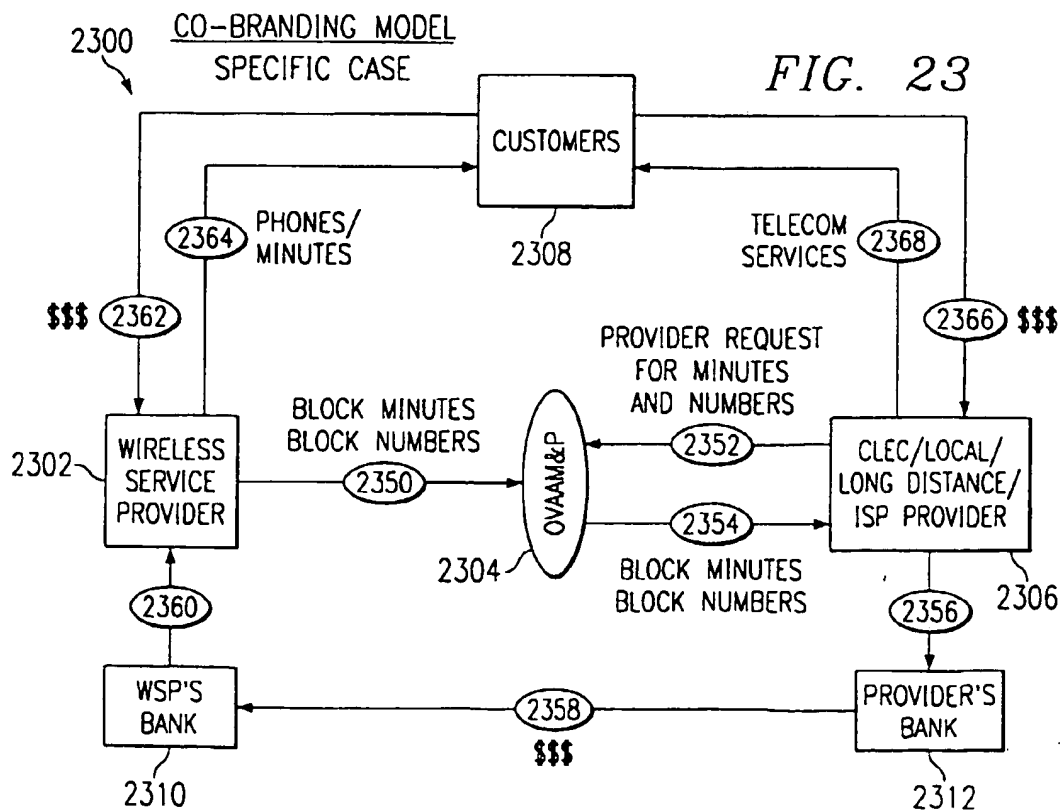 CO-BRANDING MODEL
SPECIFIC CASE
2300
FIG. 23
CUSTOMERS
2308
2364
PHONES/
MINUTES
TELECOM
SERVICES
2368
$$$ 2362
2366 $$$
PROVIDER REQUEST
FOR MINUTES
AND NUMBERS
2352
BLOCK MINUTES
BLOCK NUMBERS
2350
2302
WIRELESS
SERVICE
PROVIDER
OVAAM&P
2304
CLEC/LOCAL/
LONG DISTANCE/
ISP PROVIDER
2306
2354
BLOCK MINUTES
BLOCK NUMBERS
2360
2356
WSP'S
BANK
2310
2358
$$$
PROVIDER'S
BANK
2312